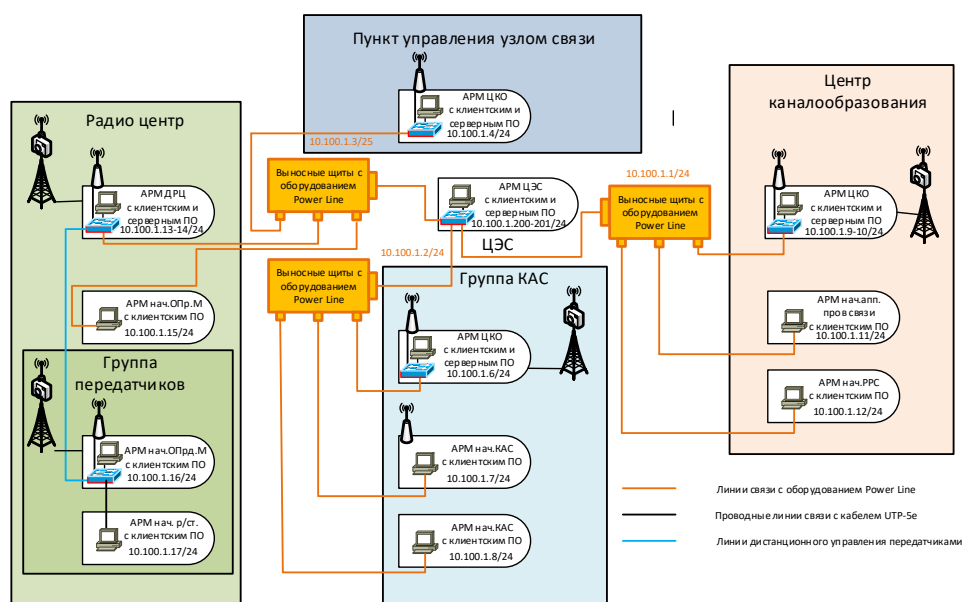 Пункт управления узлом связи
АРМ ЦКО
с клиентским и
серверным ПО
10.100.1.4/24
Радио центр
АРМ ДРЦ
с клиентским и
серверным ПО
10.100.1.13-14/24
АРМ нач.ОПр.М
с клиентским ПО
10.100.1.15/24
Группа
передатчиков
АРМ нач.ОПрд.М
с клиентским ПО
10.100.1.16/24
АРМ нач. р/ст.
с клиентским ПО
10.100.1.17/24
10.100.1.3/25
Выносные щиты с
оборудованием
Power Line
АРМ ЦЭС
с клиентским
и серверным ПО
10.100.1.200-201/24
ЦЭС
10.100.1.2/24
Выносные щиты с
оборудованием
Power Line
10.100.1.1/24
Выносные щиты с
оборудованием
Power Line
Группа КАС
АРМ ЦКО
с клиентским и
серверным ПО
10.100.1.6/24
АРМ нач.КАС
с клиентским ПО
10.100.1.7/24
АРМ нач.КАС
с клиентским ПО
10.100.1.8/24
Центр
каналообразования
АРМ ЦКО
с клиентским и
серверным ПО
10.100.1.9-10/24
АРМ нач.апп.
пров связи
с клиентским ПО
10.100.1.11/24
АРМ нач.РРС
с клиентским ПО
10.100.1.12/24
Линии связи с оборудованием Power Line
Проводные линии связи с кабелем UTP-5e
Линии дистанционного управления передатчиками